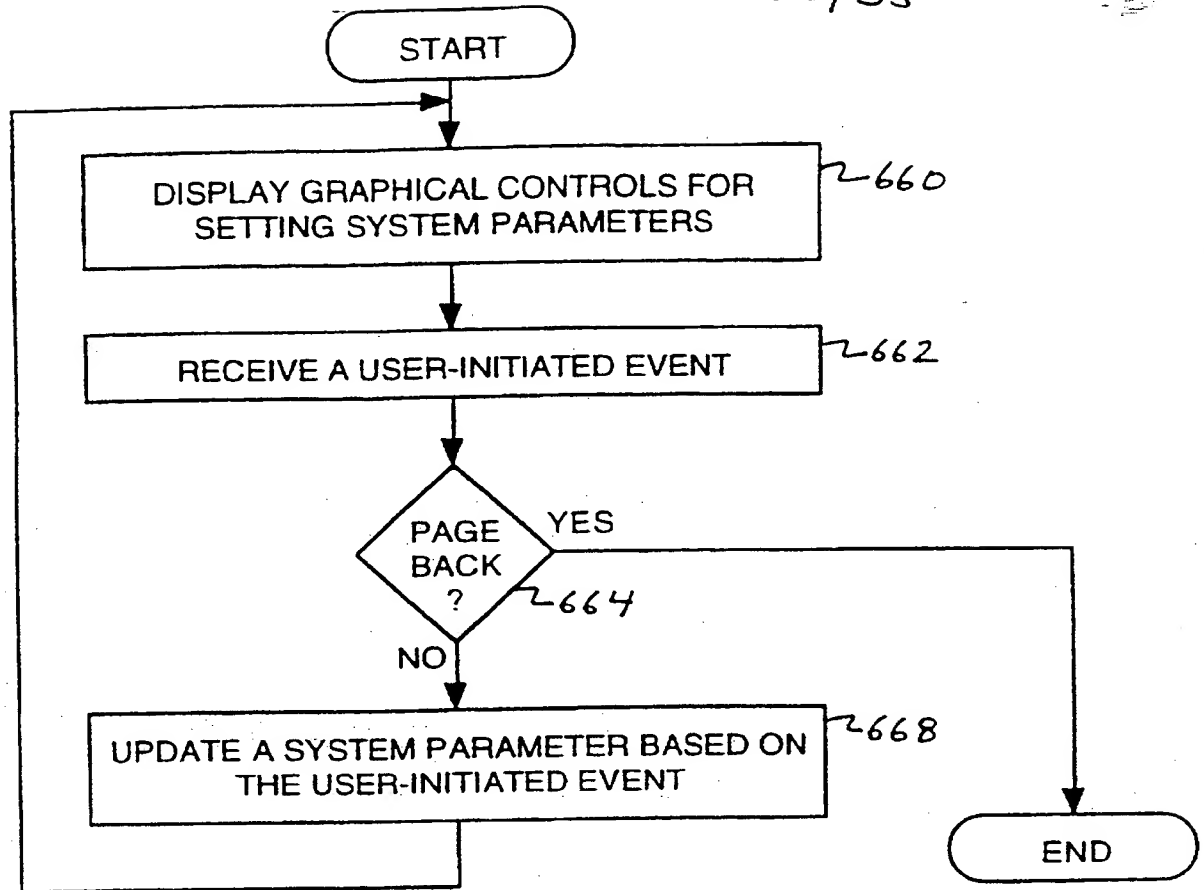 START
DISPLAY GRAPHICAL CONTROLS FOR
SETTING SYSTEM PARAMETERS
660
RECEIVE A USER-INITIATED EVENT
662
PAGE
BACK
?
YES
664
NO
UPDATE A SYSTEM PARAMETER BASED ON
THE USER-INITIATED EVENT
668
END